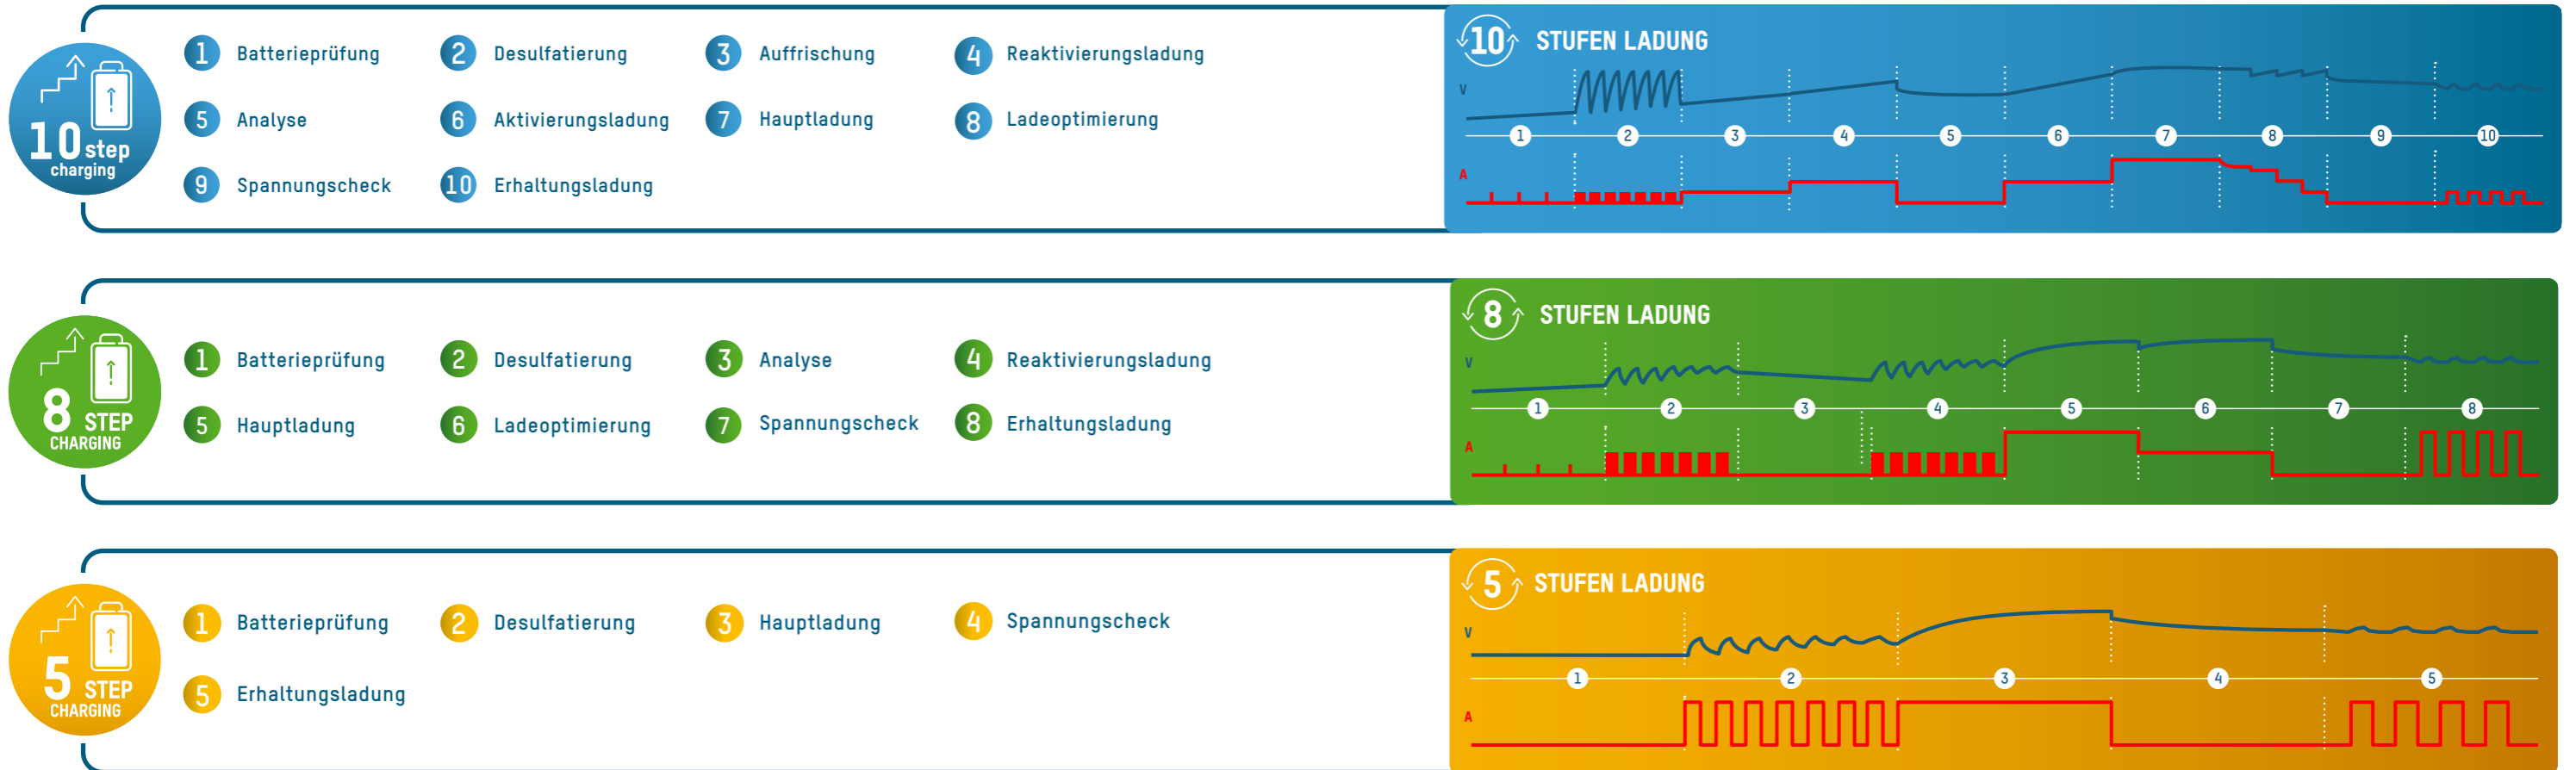 10 step
charging
1 Batterieprüfung 2 Desulfatierung 3 Auffrischung 4 Reaktivierungsladung
5 Analyse 6 Aktivierungsladung 7 Hauptladung 8 Ladeoptimierung
9 Spannungscheck 10 Erhaltungsladung
10 STUFEN LADUNG
V
1 2 3 4 5 6 7 8 9 10
A
8 STEP
CHARGING
1 Batterieprüfung 2 Desulfatierung 3 Analyse 4 Reaktivierungsladung
5 Hauptladung 6 Ladeoptimierung 7 Spannungscheck 8 Erhaltungsladung
8 STUFEN LADUNG
V
1 2 3 4 5 6 7 8
A
5 STEP
CHARGING
1 Batterieprüfung 2 Desulfatierung 3 Hauptladung 4 Spannungscheck
5 Erhaltungsladung
5 STUFEN LADUNG
V
1 2 3 4 5
A